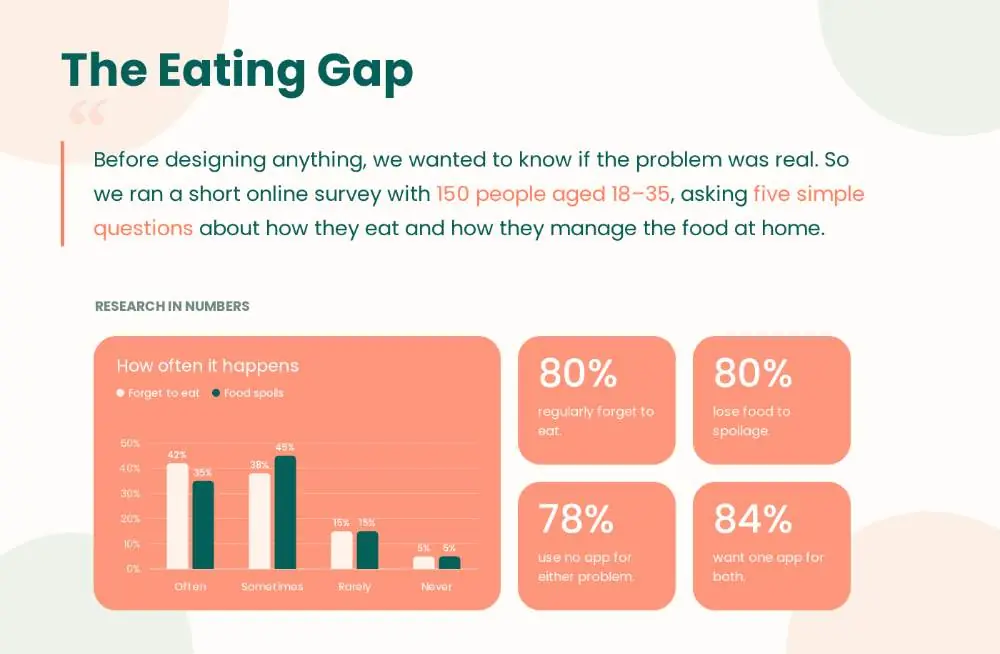 The Eating Gap
“
Before designing anything, we wanted to know if the problem was real. So
we ran a short online survey with 150 people aged 18–35, asking five simple
questions about how they eat and how they manage the food at home.
RESEARCH IN NUMBERS
How often it happens
Forget to eat Food spoils
50%
40%
30%
20%
10%
0%
42% 35%
38% 45%
15% 15%
5% 5%
Often Sometimes Rarely Never
80%
regularly forget to
eat.
80%
lose food to
spoilage.
78%
use no app for
either problem.
84%
want one app for
both.